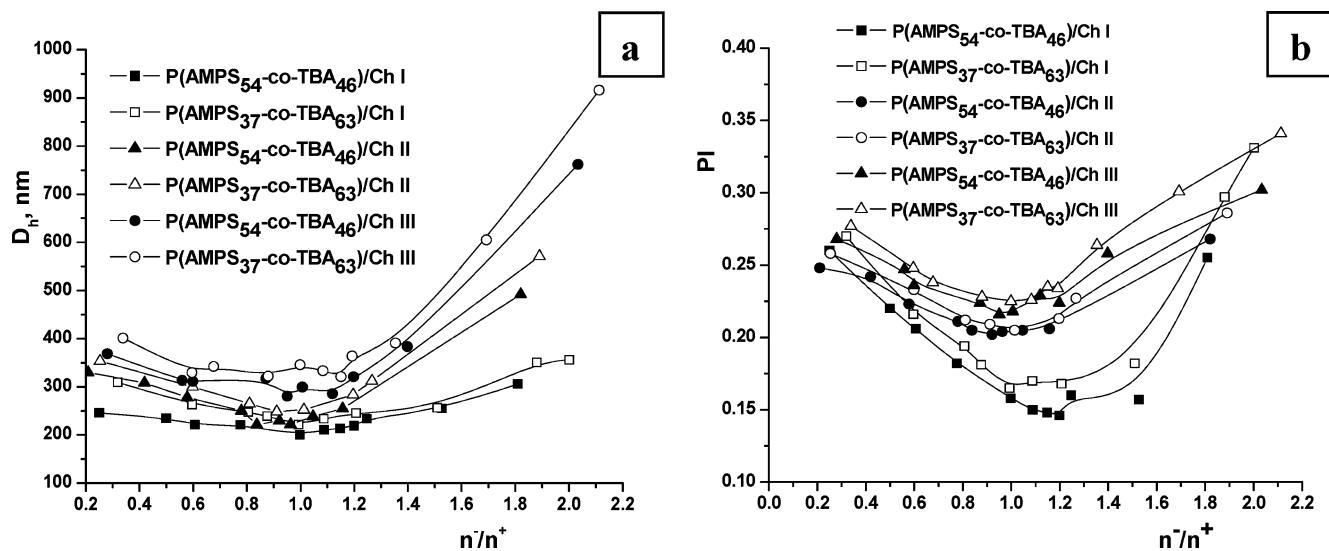 a
1000
900
800
700
600
500
400
300
200
100
D_h, nm
P(AMPS54-co-TBA46)/Ch I
P(AMPS37-co-TBA63)/Ch I
P(AMPS54-co-TBA46)/Ch II
P(AMPS37-co-TBA63)/Ch II
P(AMPS54-co-TBA46)/Ch III
P(AMPS37-co-TBA63)/Ch III
0.2 0.4 0.6 0.8 1.0 1.2 1.4 1.6 1.8 2.0 2.2
n⁻/n⁺
b
0.40
0.35
0.30
0.25
0.20
0.15
0.10
PI
P(AMPS54-co-TBA46)/Ch I
P(AMPS37-co-TBA63)/Ch I
P(AMPS54-co-TBA46)/Ch II
P(AMPS37-co-TBA63)/Ch II
P(AMPS54-co-TBA46)/Ch III
P(AMPS37-co-TBA63)/Ch III
0.0 0.2 0.4 0.6 0.8 1.0 1.2 1.4 1.6 1.8 2.0 2.2
n⁻/n⁺